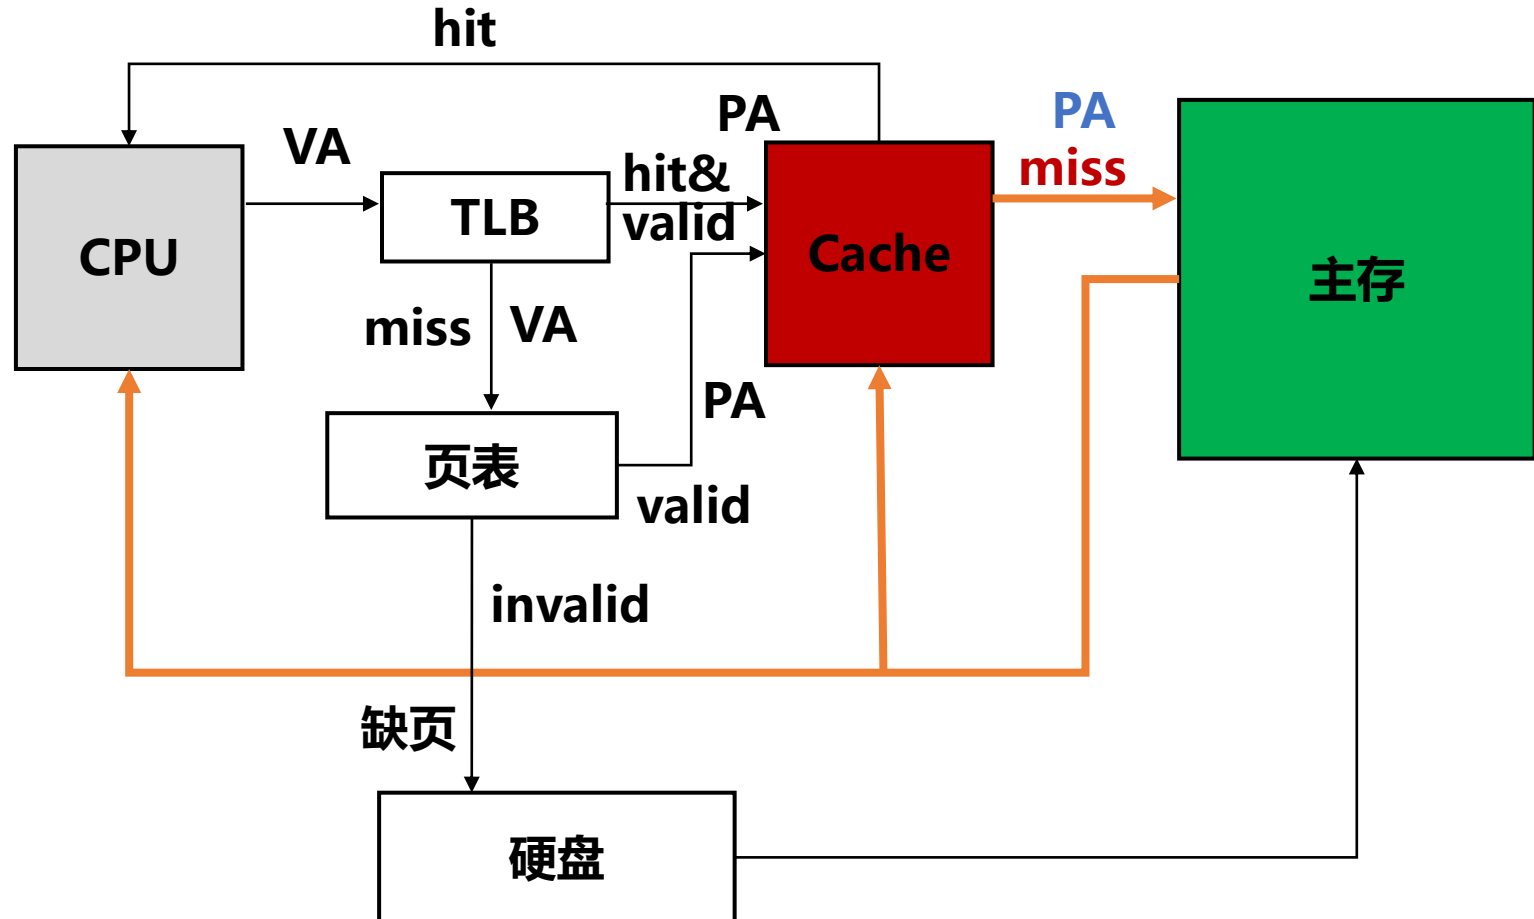 hit
VA
PA
PA
miss
hit&
valid
CPU
TLB
Cache
主存
miss
VA
PA
页表
valid
invalid
缺页
硬盘